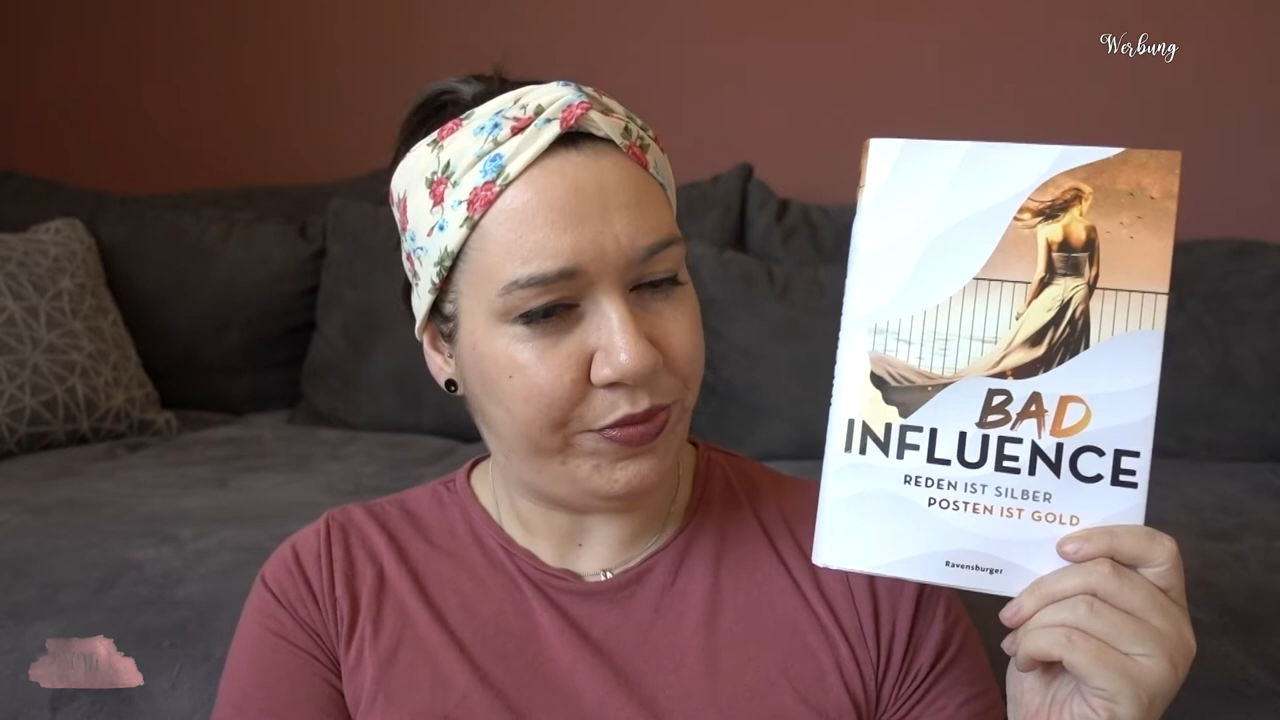 Werbung
BAD
INFLUENCE
REDEN IST SILBER
POSTEN IST GOLD
Ravensburger